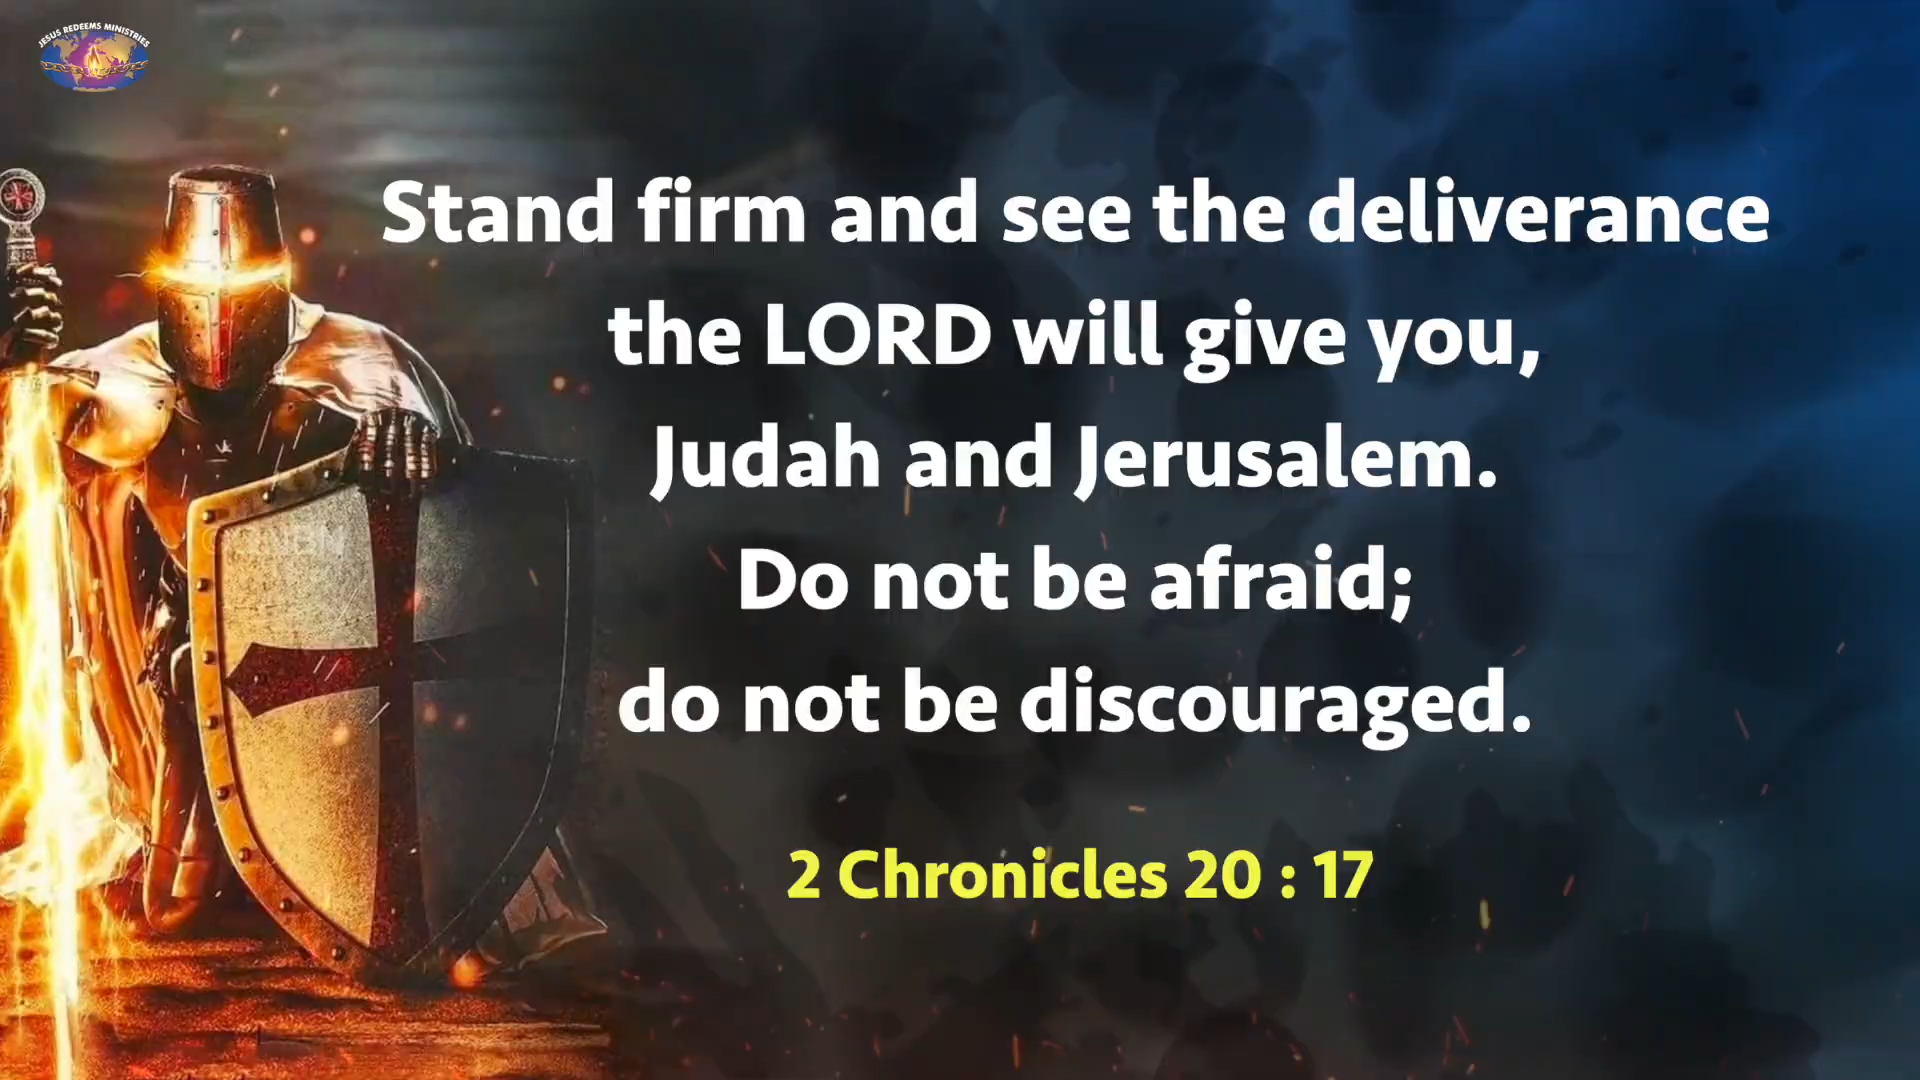 JESUS REDEEMS MINISTRIES
Stand firm and see the deliverance
the LORD will give you,
Judah and Jerusalem.
Do not be afraid;
do not be discouraged.
2 Chronicles 20 : 17